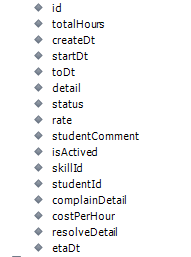 id
totalHours
createDt
startDt
toDt
detail
status
rate
studentComment
isActived
skillId
studentId
complainDetail
costPerHour
resolveDetail
etaDt